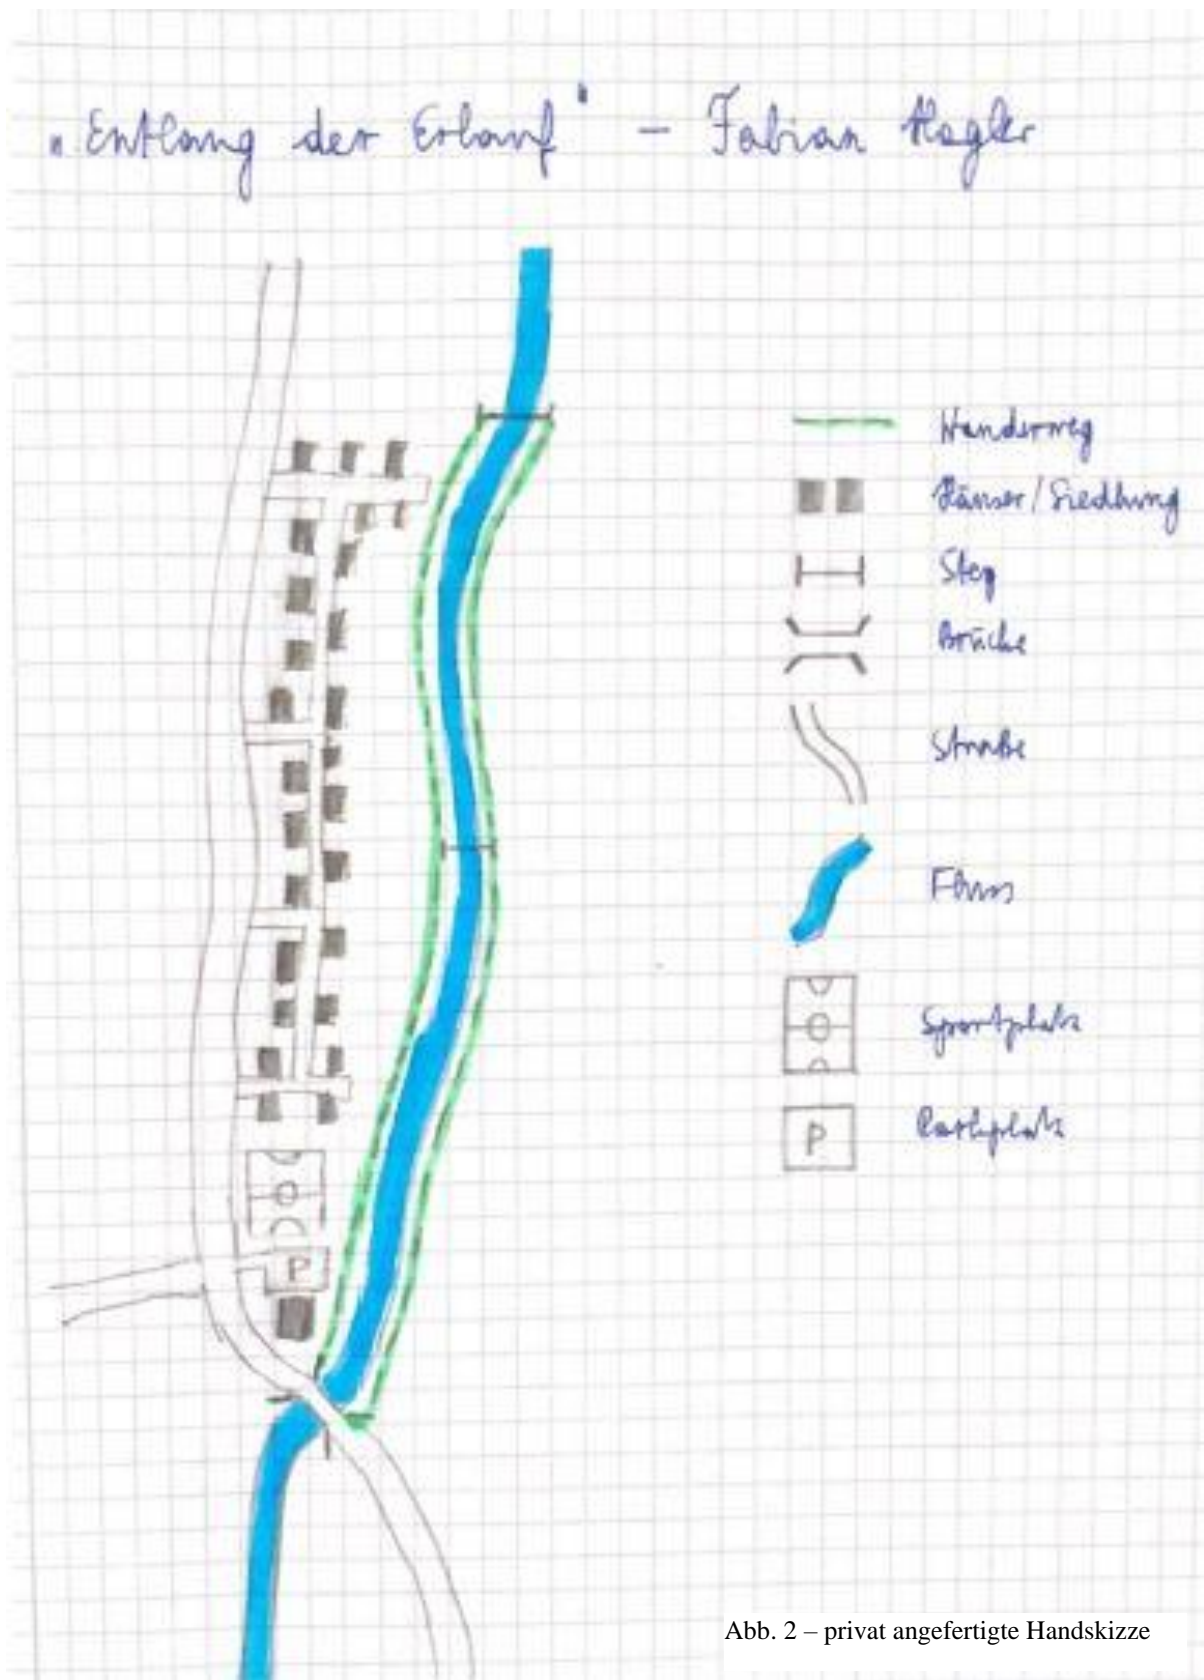 „Entlang der Erlauf“ – Fabian Hagler
Wanderweg
Häuser/Siedlung
Steg
Brücke
Straße
Fluss
Sportplatz
P Parkplatz
P
Abb. 2 – privat angefertigte Handskizze